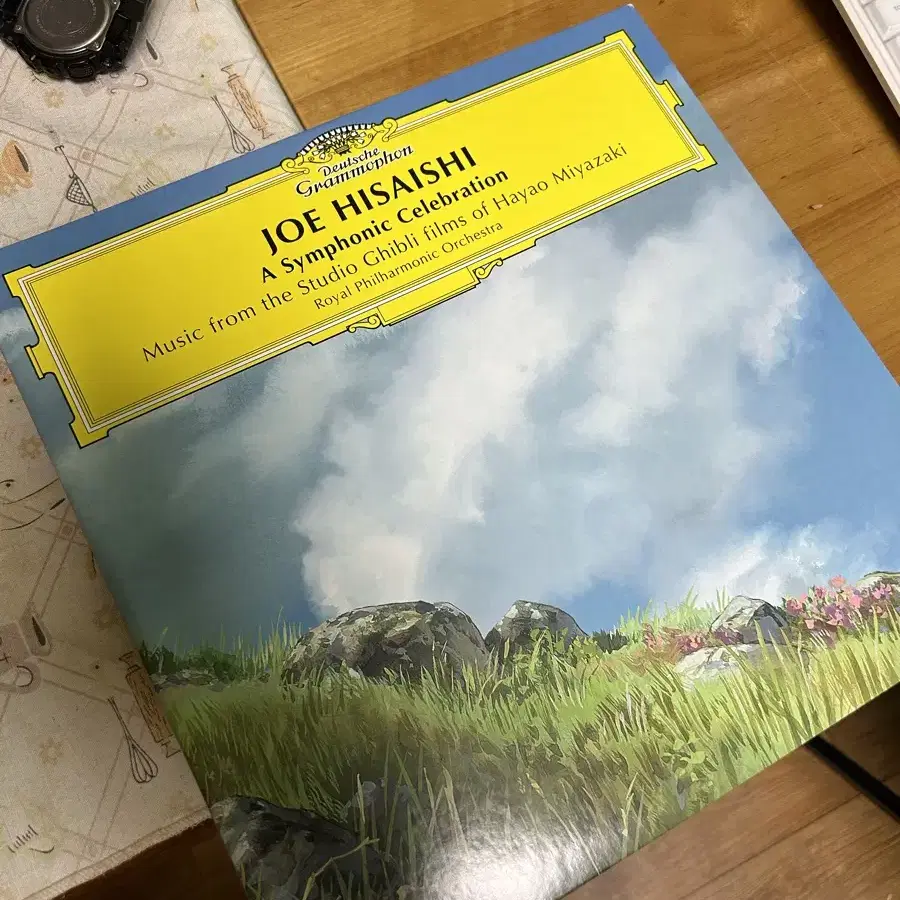 Deutsche
Grammophon
JOE HISAISHI
A Symphonic Celebration
Music from the Studio Ghibli films of Hayao Miyazaki
Royal Philharmonic Orchestra